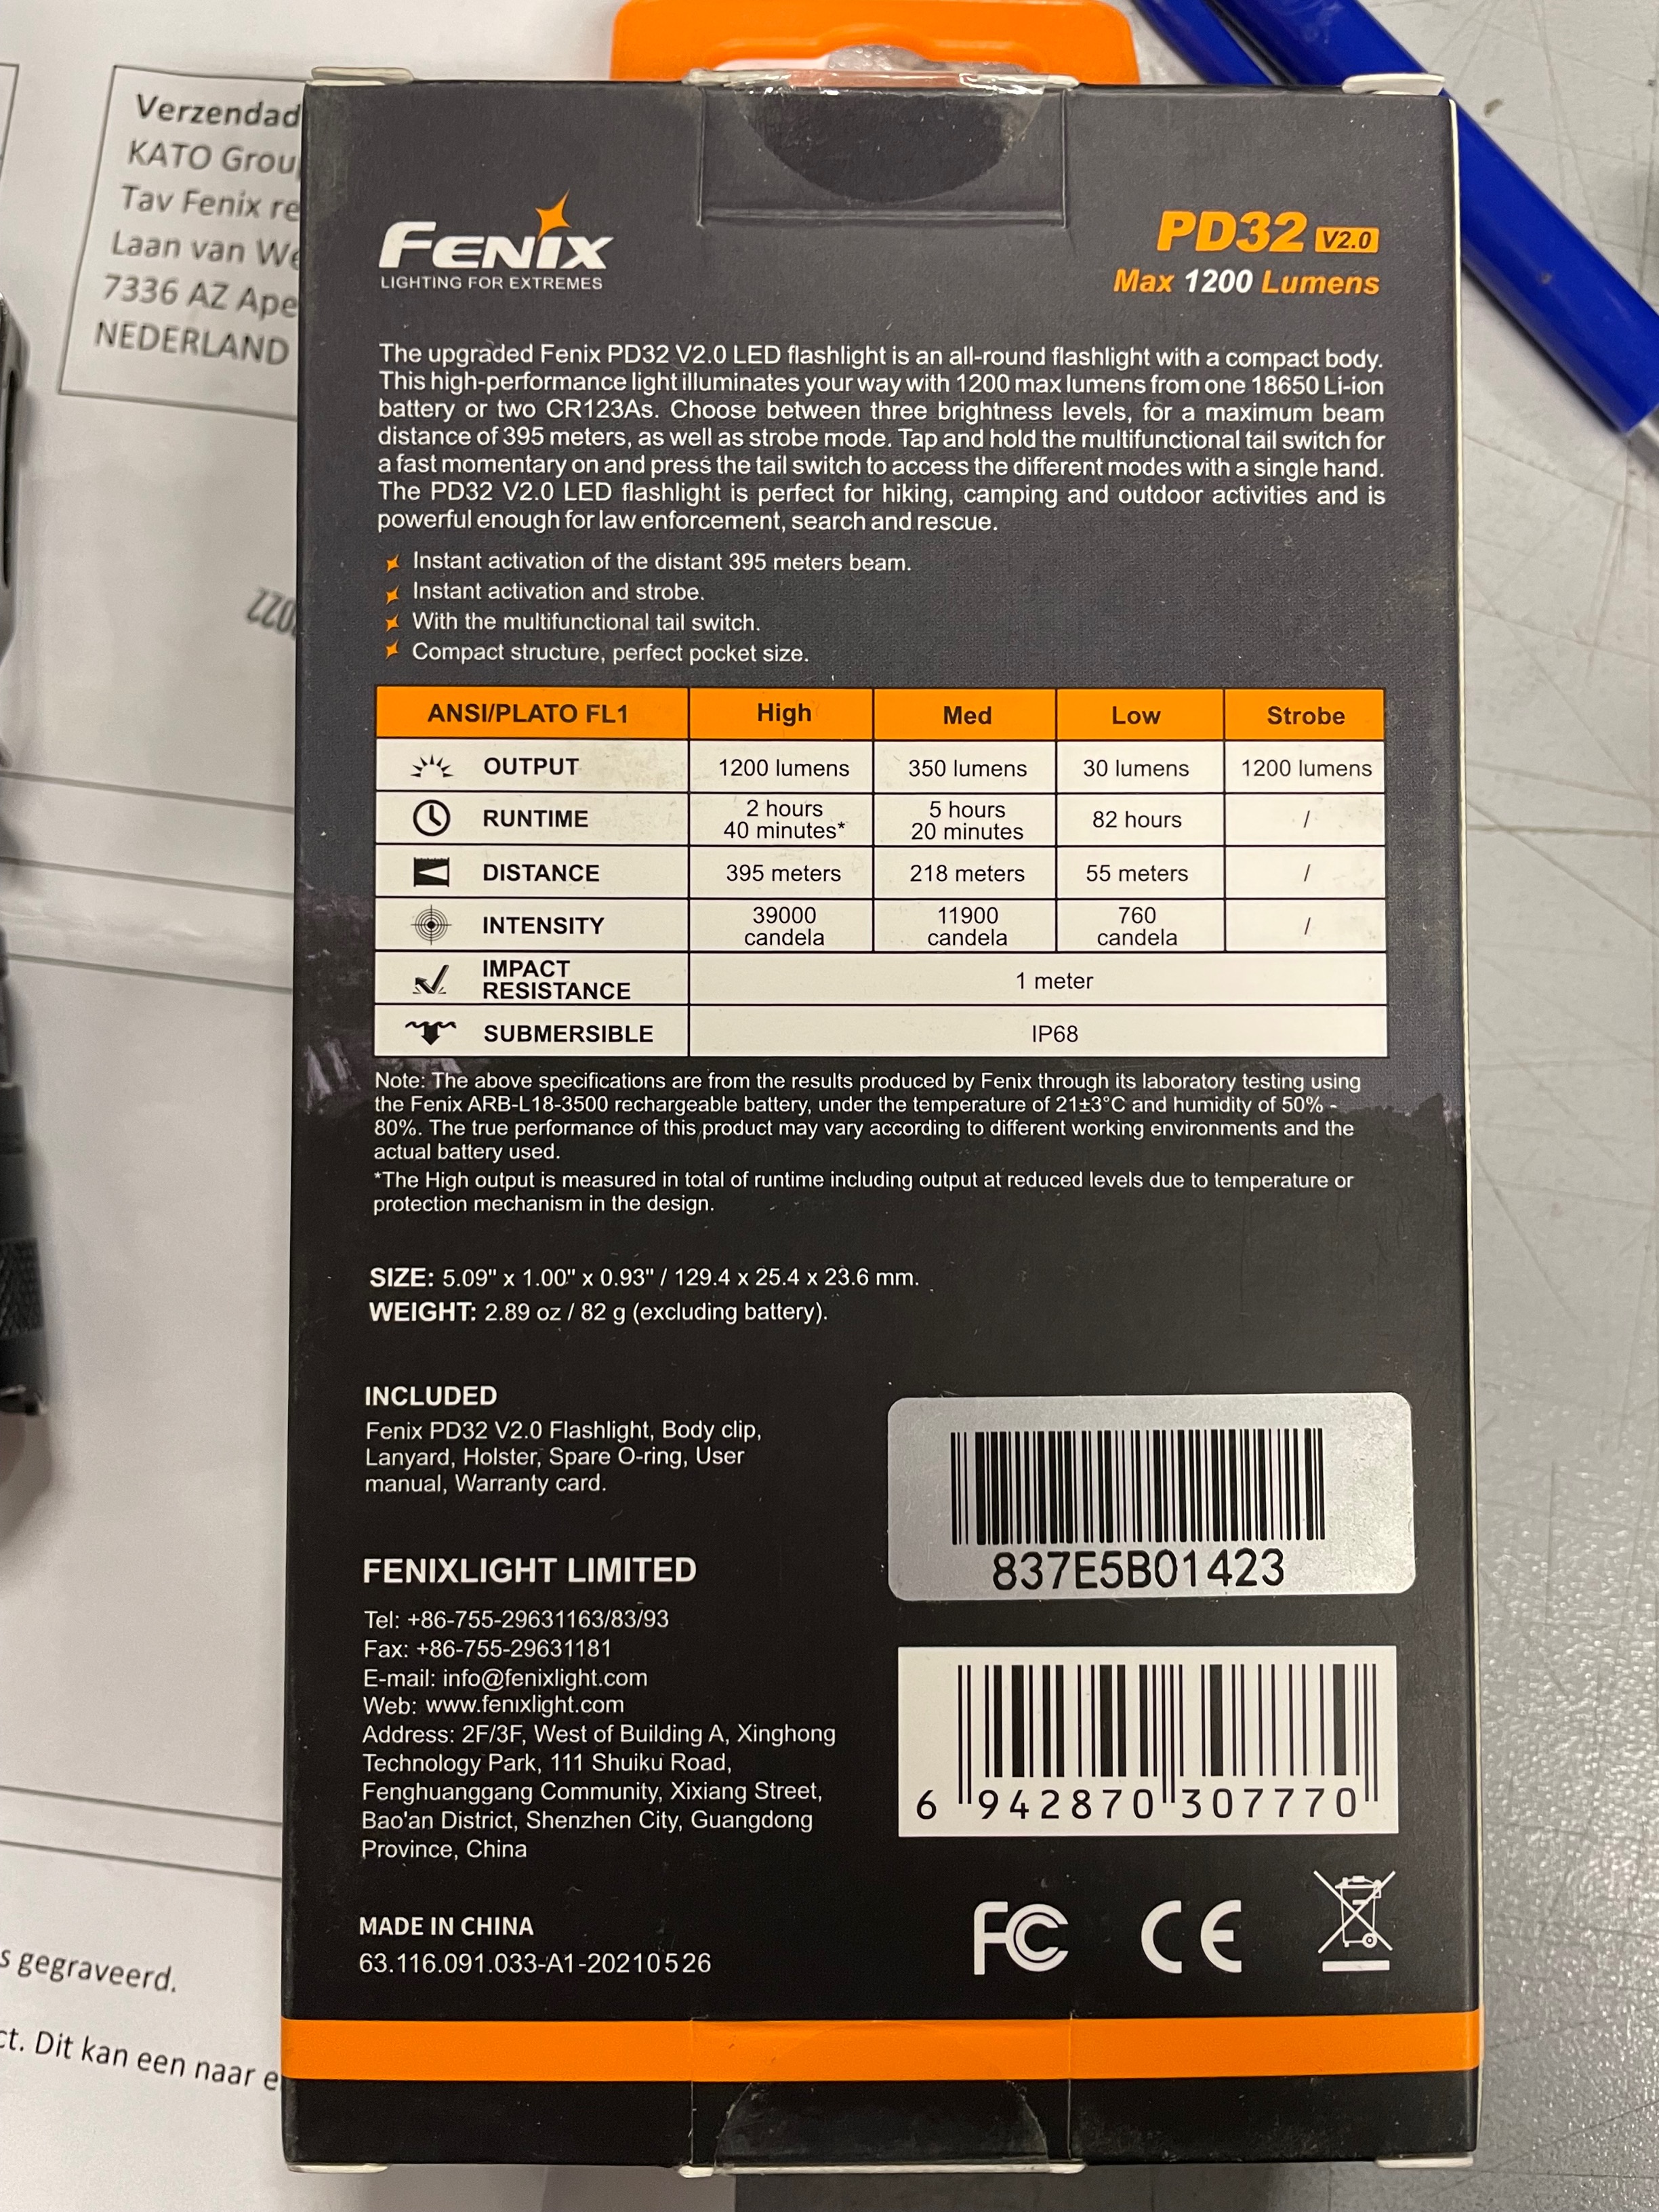 Verzendad
KATO Grou
Tav Fenix re
Laan van We
7336 AZ Ape
NEDERLAND
FENIX
LIGHTING FOR EXTREMES
PD32 V2.0
Max 1200 Lumens
The upgraded Fenix PD32 V2.0 LED flashlight is an all-round flashlight with a compact body.
This high-performance light illuminates your way with 1200 max lumens from one 18650 Li-ion
battery or two CR123As. Choose between three brightness levels, for a maximum beam
distance of 395 meters, as well as strobe mode. Tap and hold the multifunctional tail switch for
a fast momentary on and press the tail switch to access the different modes with a single hand.
The PD32 V2.0 LED flashlight is perfect for hiking, camping and outdoor activities and is
powerful enough for law enforcement, search and rescue.
Instant activation of the distant 395 meters beam.
Instant activation and strobe.
With the multifunctional tail switch.
Compact structure, perfect pocket size.
ANSI/PLATO FL1 High Med Low Strobe
OUTPUT 1200 lumens 350 lumens 30 lumens 1200 lumens
RUNTIME 2 hours 40 minutes* 5 hours 20 minutes 82 hours /
DISTANCE 395 meters 218 meters 55 meters /
INTENSITY 39000 candela 11900 candela 760 candela /
IMPACT RESISTANCE 1 meter
SUBMERSIBLE IP68
Note: The above specifications are from the results produced by Fenix through its laboratory testing using
the Fenix ARB-L18-3500 rechargeable battery, under the temperature of 21±3°C and humidity of 50% -
80%. The true performance of this product may vary according to different working environments and the
actual battery used.
*The High output is measured in total of runtime including output at reduced levels due to temperature or
protection mechanism in the design.
SIZE: 5.09" x 1.00" x 0.93" / 129.4 x 25.4 x 23.6 mm.
WEIGHT: 2.89 oz / 82 g (excluding battery).
INCLUDED
Fenix PD32 V2.0 Flashlight, Body clip,
Lanyard, Holster, Spare O-ring, User
manual, Warranty card.
837E5B01423
FENIXLIGHT LIMITED
Tel: +86-755-29631163/83/93
Fax: +86-755-29631181
E-mail: info@fenixlight.com
Web: www.fenixlight.com
Address: 2F/3F, West of Building A, Xinghong
Technology Park, 111 Shuiku Road,
Fenghuanggang Community, Xixiang Street,
Bao'an District, Shenzhen City, Guangdong
Province, China
6 942870 307770
MADE IN CHINA
63.116.091.033-A1-20210526
FC CE
s gegraveerd.
ct. Dit kan een naar e